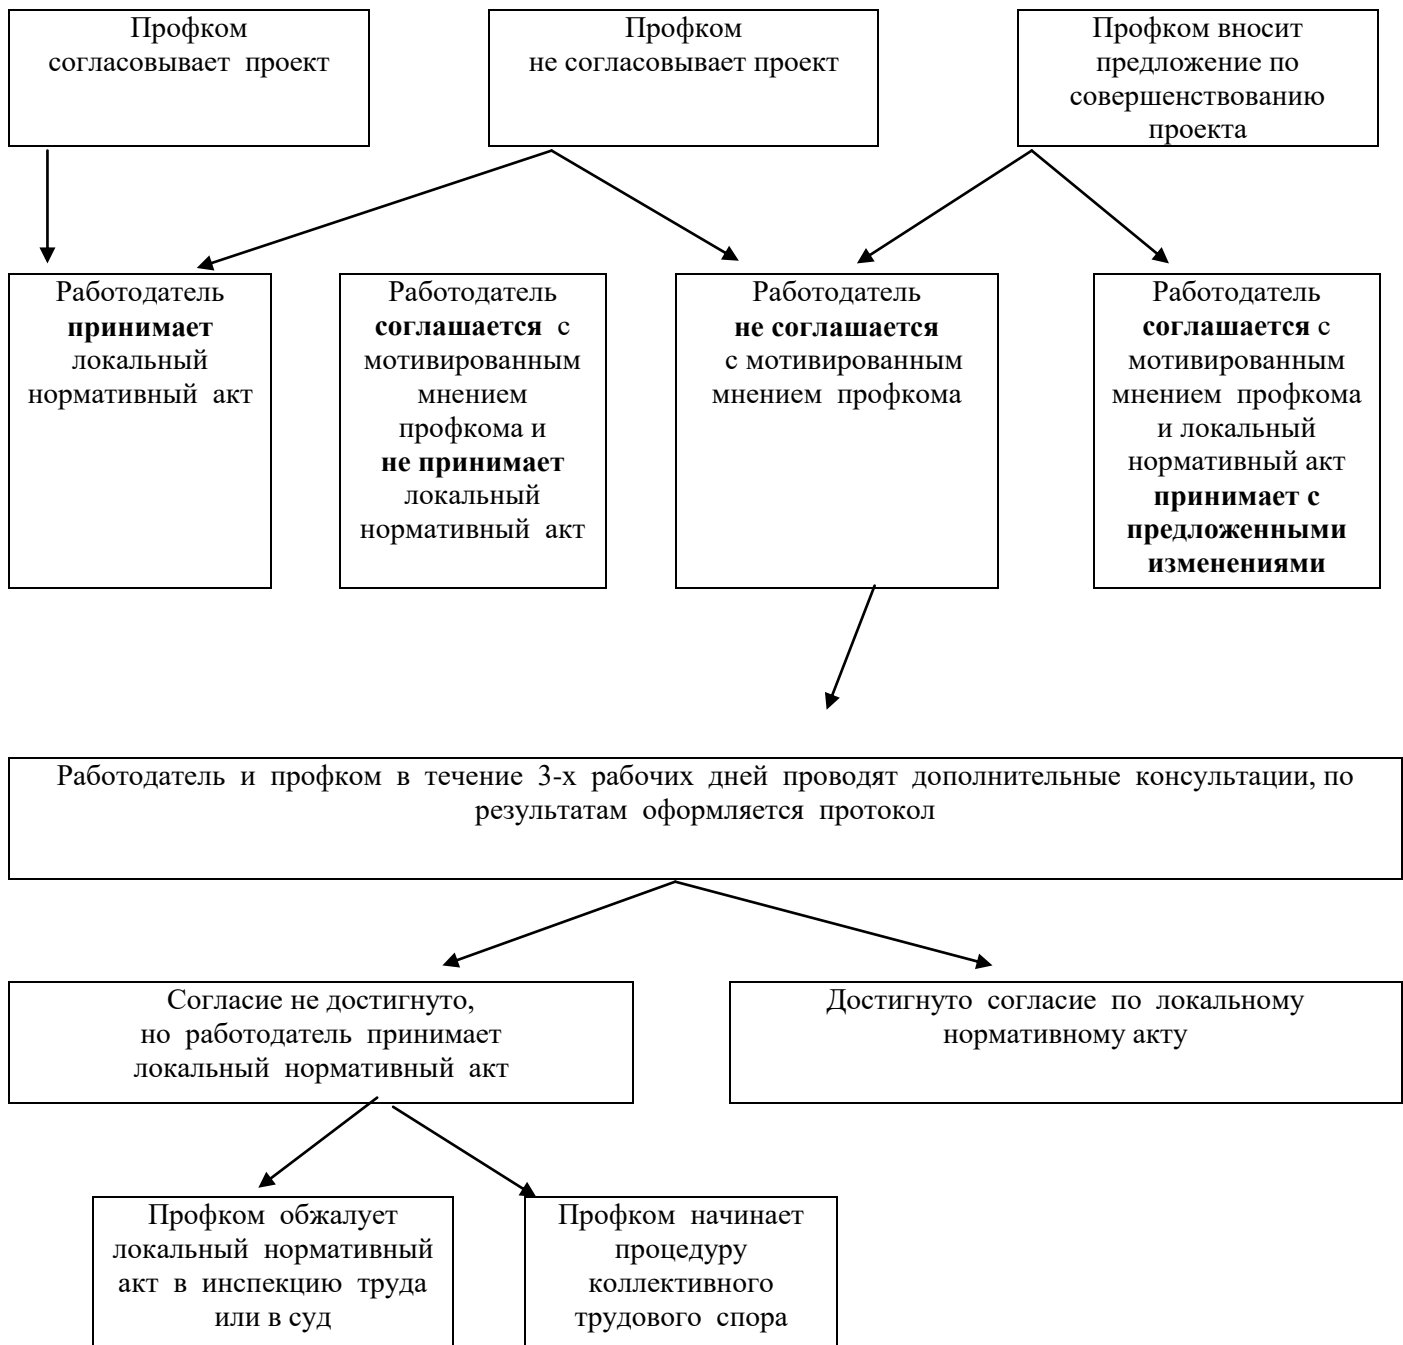 Профком
согласовывает проект
Профком
не согласовывает проект
Профком вносит
предложение по
совершенствованию
проекта
Работодатель
принимает
локальный
нормативный акт
Работодатель
соглашается с
мотивированным
мнением
профкома и
не принимает
локальный
нормативный акт
Работодатель
не соглашается
с мотивированным
мнением профкома
Работодатель
соглашается с
мотивированным
мнением профкома
и локальный
нормативный акт
принимает с
предложенными
изменениями
Работодатель и профком в течение 3-х рабочих дней проводят дополнительные консультации, по
результатам оформляется протокол
Согласие не достигнуто,
но работодатель принимает
локальный нормативный акт
Достигнуто согласие по локальному
нормативному акту
Профком обжалует
локальный нормативный
акт в инспекцию труда
или в суд
Профком начинает
процедуру
коллективного
трудового спора